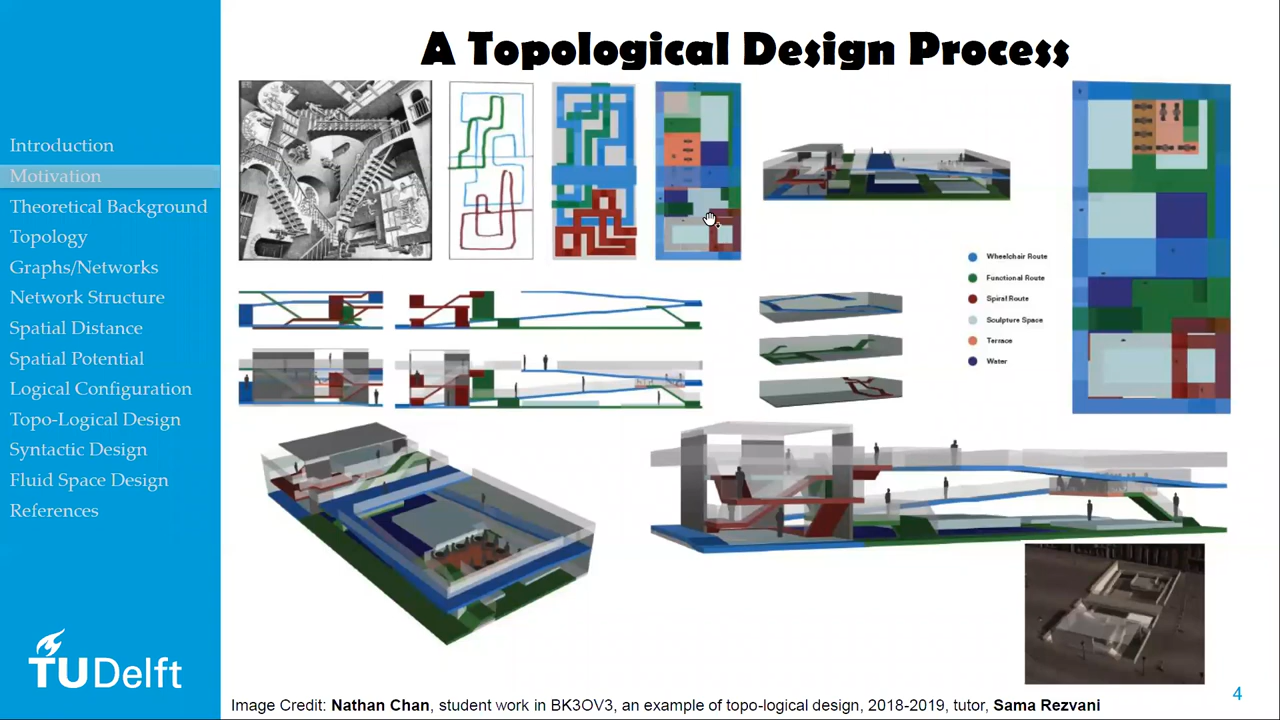 A Topological Design Process
Introduction
Motivation
Theoretical Background
Topology
Graphs/Networks
Network Structure
Spatial Distance
Spatial Potential
Logical Configuration
Topo-Logical Design
Syntactic Design
Fluid Space Design
References
Wheelchair Route
Functional Route
Spiral Route
Sculpture Space
Terrace
Water
TUDelft
4
Image Credit: Nathan Chan, student work in BK3OV3, an example of topo-logical design, 2018-2019, tutor, Sama Rezvani